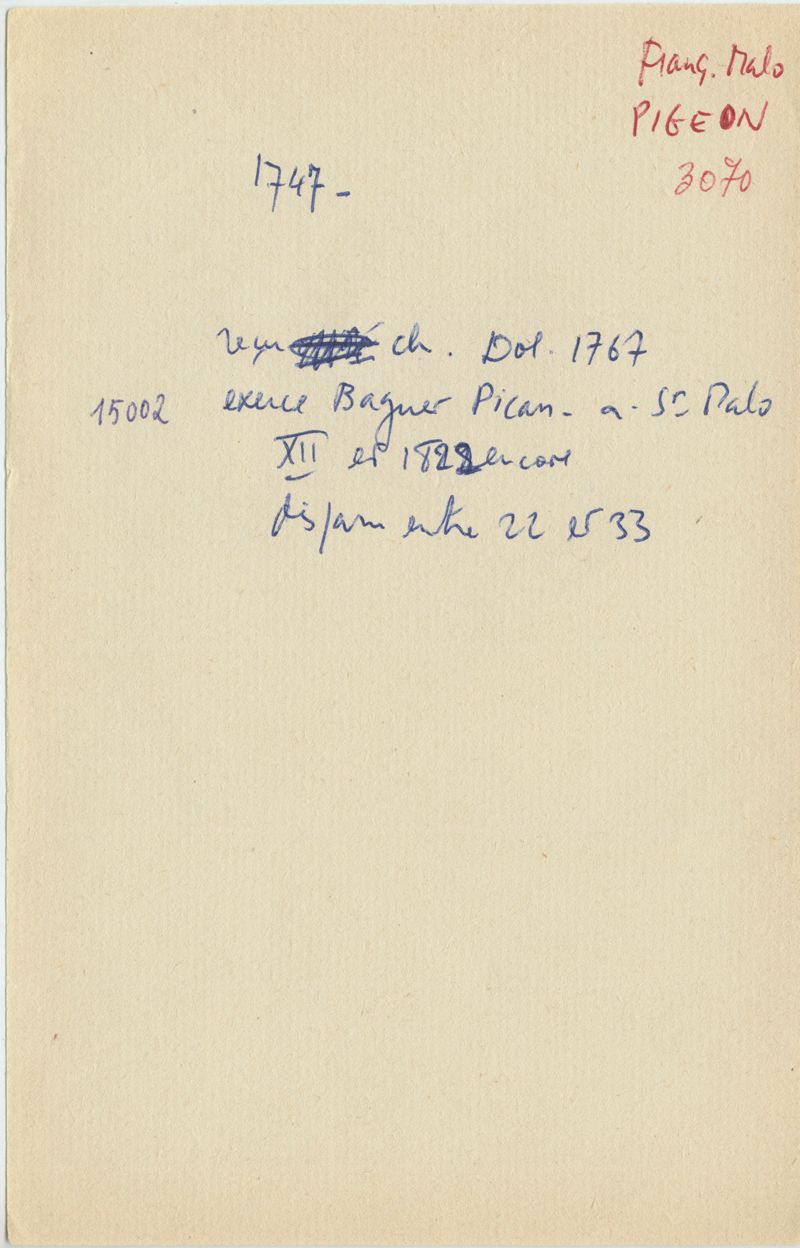 Franç. Malo
PIGEON
3070
1747 -
reçu ch. Dol. 1767
15002 exerce Baguer Pican - a - St Malo
XII et 1822 encore
disparu entre 22 et 33